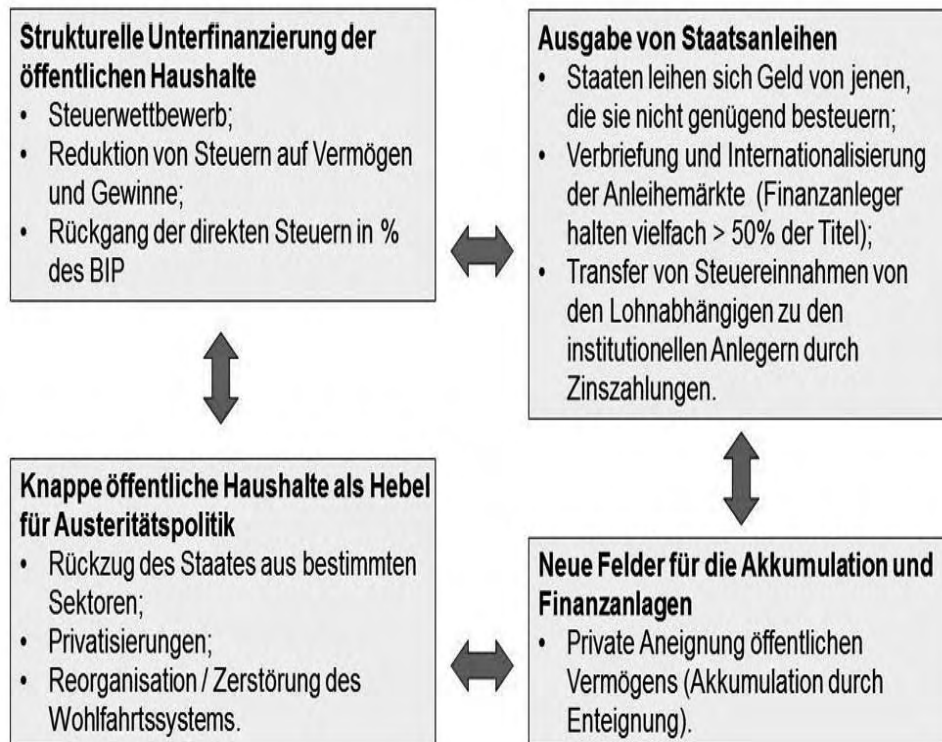 Strukturelle Unterfinanzierung der
öffentlichen Haushalte
• Steuerwettbewerb;
• Reduktion von Steuern auf Vermögen
und Gewinne;
• Rückgang der direkten Steuern in %
des BIP
Ausgabe von Staatsanleihen
• Staaten leihen sich Geld von jenen,
die sie nicht genügend besteuern;
• Verbriefung und Internationalisierung
der Anleihemärkte (Finanzanleger
halten vielfach > 50% der Titel);
• Transfer von Steuereinnahmen von
den Lohnabhängigen zu den
institutionellen Anlegern durch
Zinszahlungen.
Knappe öffentliche Haushalte als Hebel
für Austeritätspolitik
• Rückzug des Staates aus bestimmten
Sektoren;
• Privatisierungen;
• Reorganisation / Zerstörung des
Wohlfahrtssystems.
Neue Felder für die Akkumulation und
Finanzanlagen
• Private Aneignung öffentlichen
Vermögens (Akkumulation durch
Enteignung).